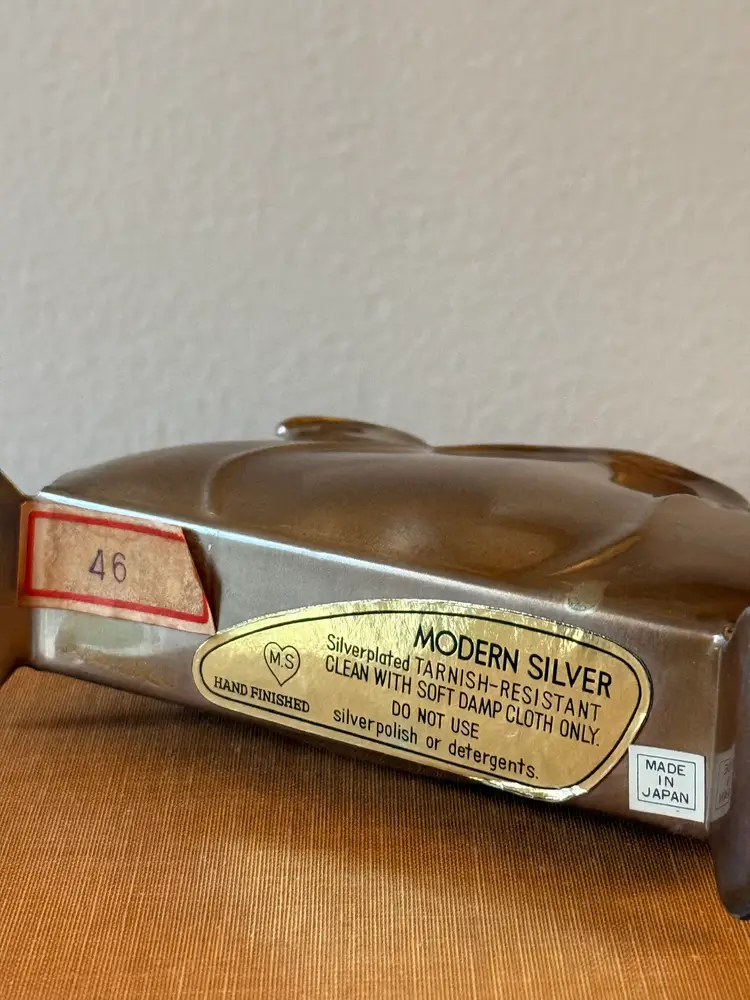 46
M.S
HAND FINISHED
MODERN SILVER
Silverplated TARNISH-RESISTANT
CLEAN WITH SOFT DAMP CLOTH ONLY.
DO NOT USE
silverpolish or detergents.
MADE
IN
JAPAN